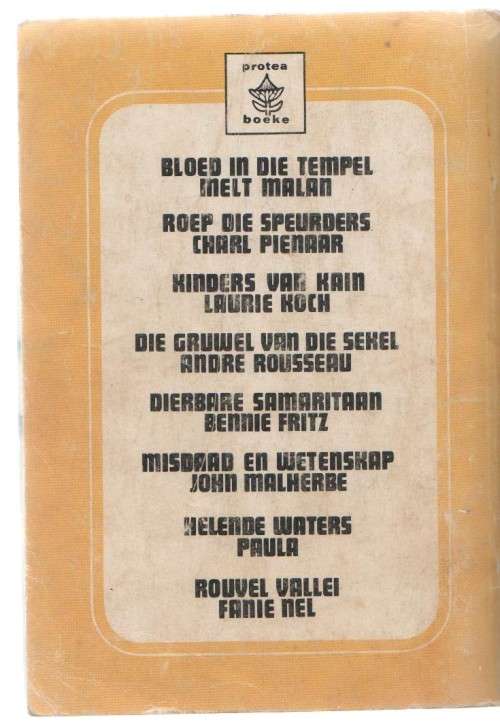 protea
boeke
BLOED IN DIE TEMPEL
INELT MALAN
ROEP DIE SPEURDERS
CHARL PIENAAR
KINDERS VAN KAIN
LAURIE KOCH
DIE GRUWEL VAN DIE SEKEL
ANDRE ROUSSEAU
DIERBARE SAMARITAAN
BENNIE FRITZ
MISDAAD EN WETENSKAP
JOHN MALHERBE
HELENDE WATERS
PAULA
ROUVEL VALLEI
FANIE NEL